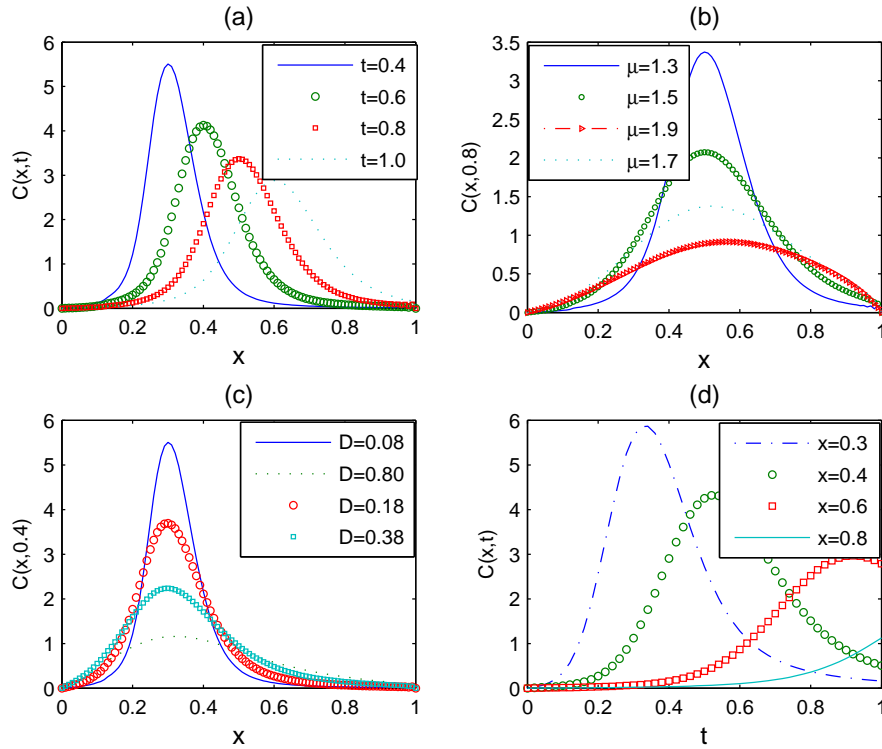 (a)
C(x,t)
6
5
4
3
2
1
0
0 0.2 0.4 0.6 0.8 1
x
t=0.4
t=0.6
t=0.8
t=1.0
(b)
C(x,0.8)
3.5
3
2.5
2
1.5
1
0.5
0
0 0.2 0.4 0.6 0.8 1
x
μ=1.3
μ=1.5
μ=1.9
μ=1.7
(c)
C(x,0.4)
6
5
4
3
2
1
0
0 0.2 0.4 0.6 0.8 1
x
D=0.08
D=0.80
D=0.18
D=0.38
(d)
C(x,t)
6
5
4
3
2
1
0
0 0.2 0.4 0.6 0.8 1
t
x=0.3
x=0.4
x=0.6
x=0.8